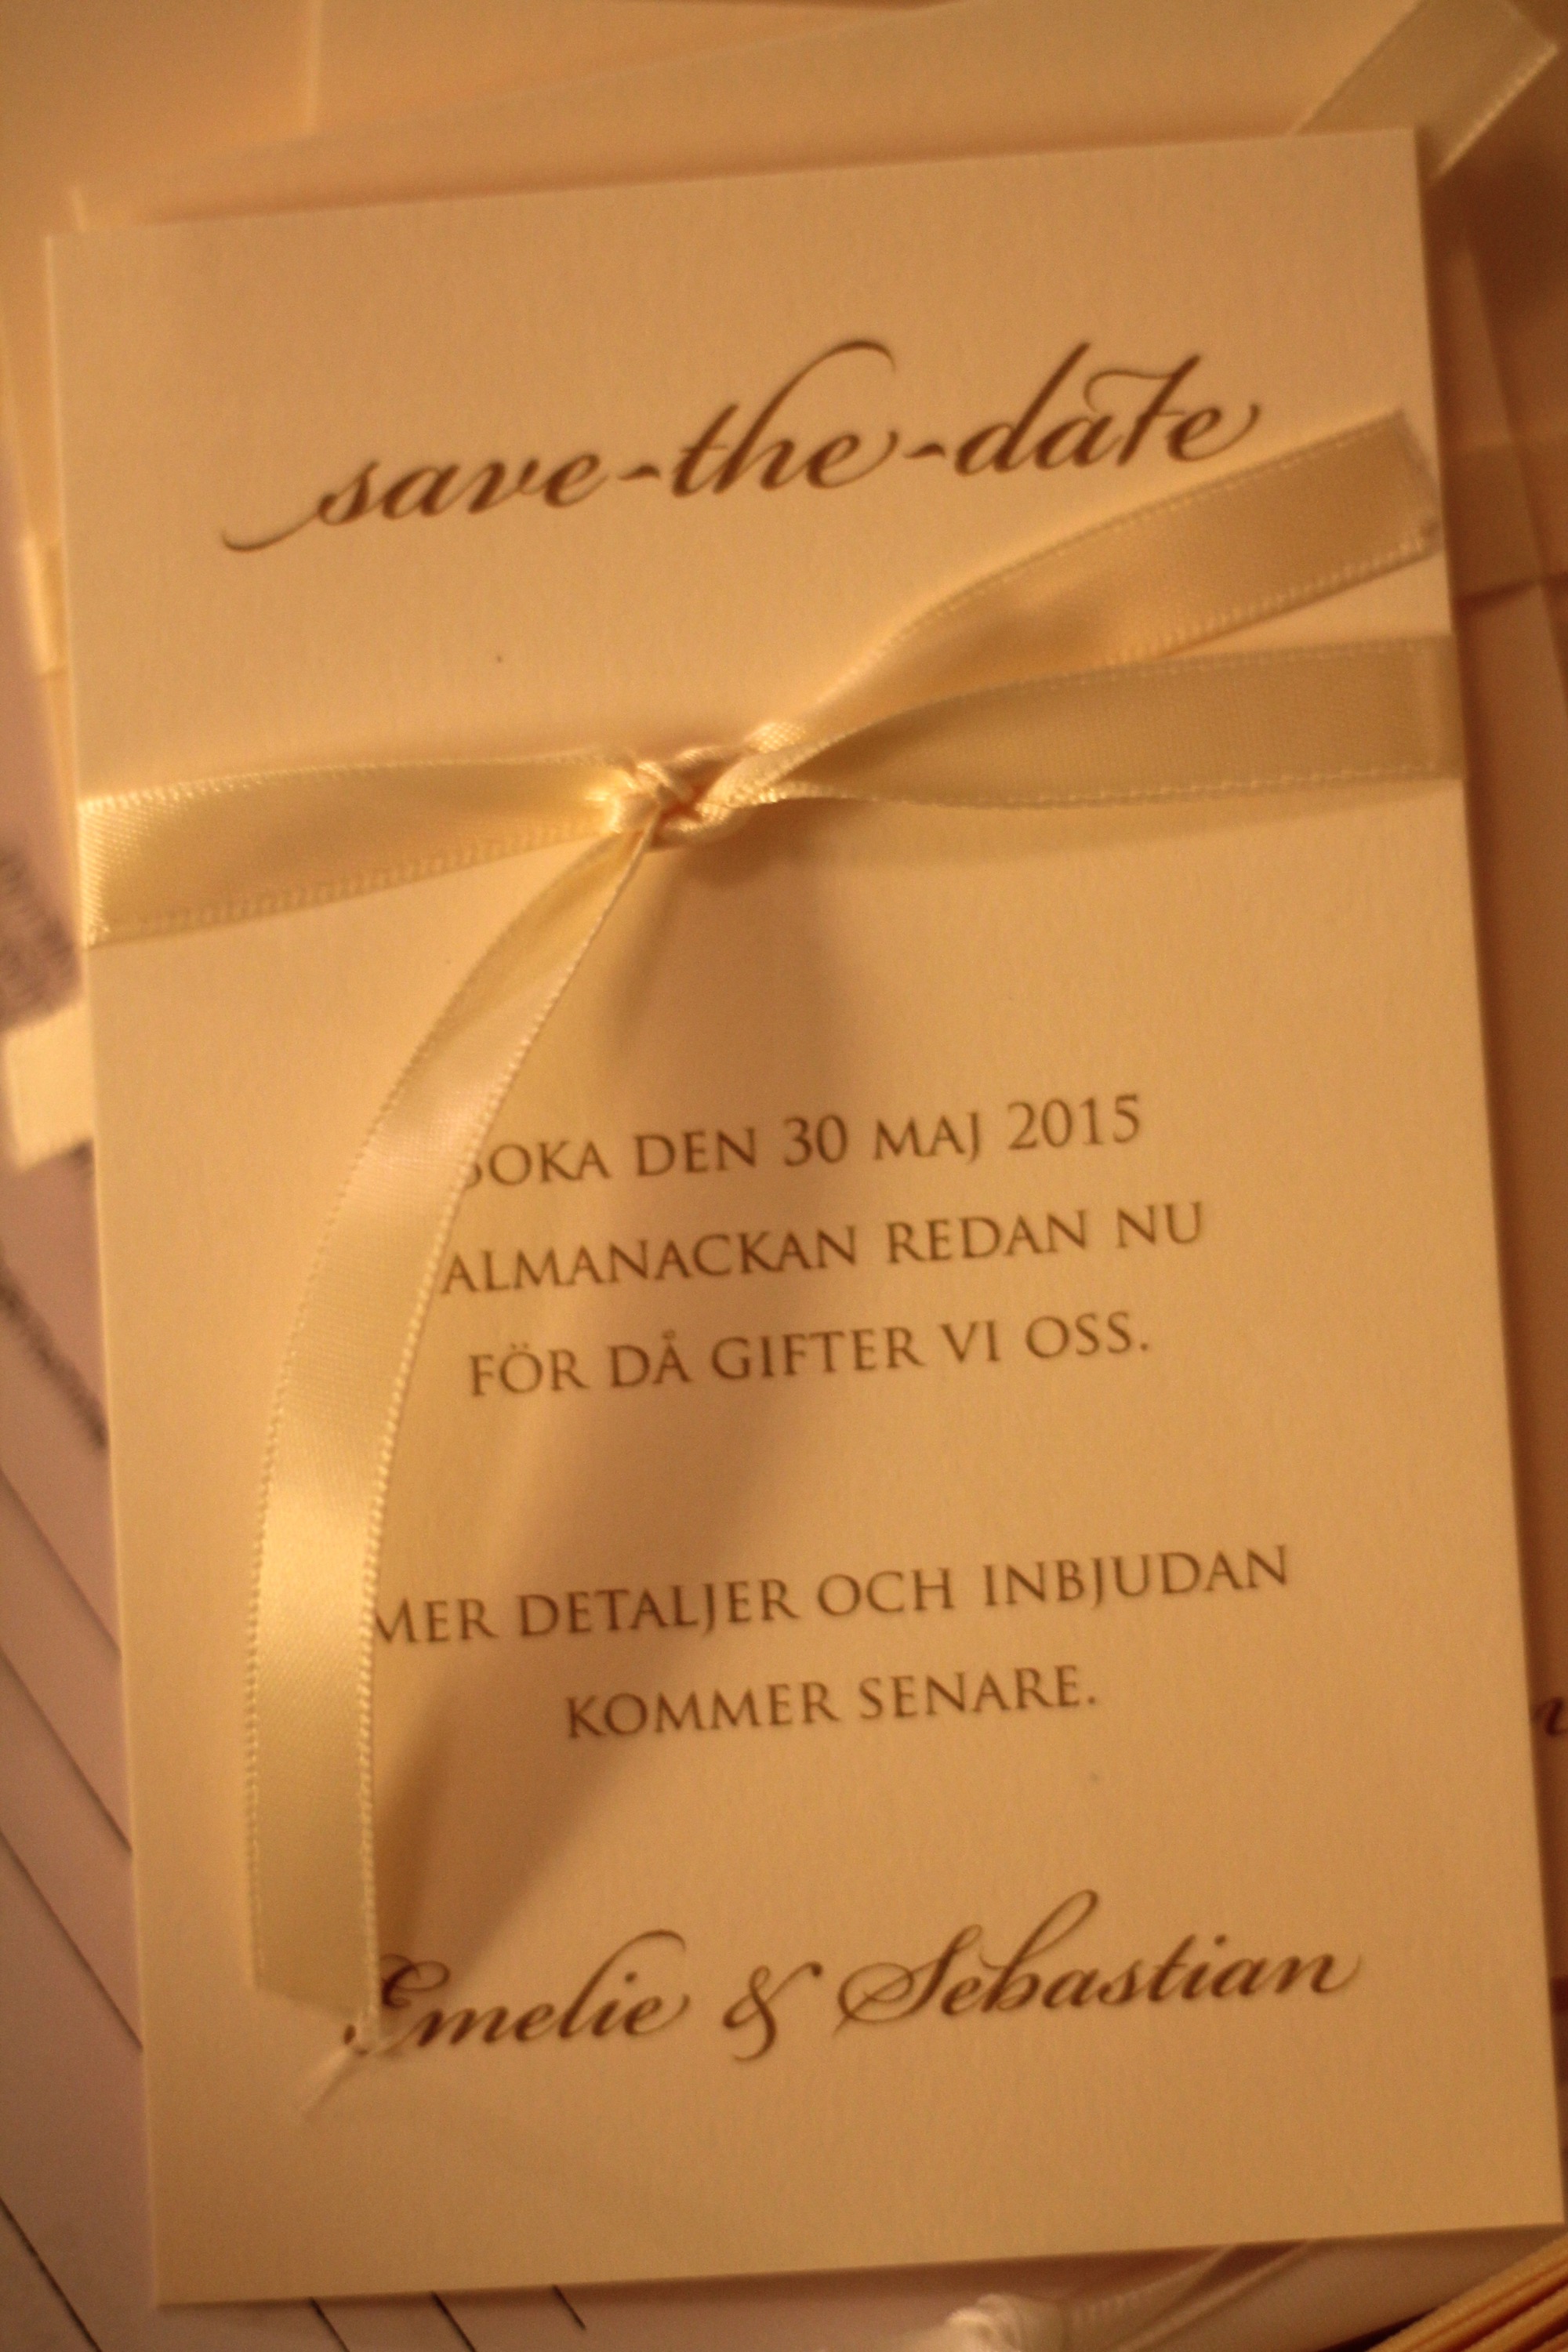 save-the-date
BOKA DEN 30 MAJ 2015
ALMANACKAN REDAN NU
FÖR DÅ GIFTER VI OSS.
MER DETALJER OCH INBJUDAN
KOMMER SENARE.
Emelie & Sebastian